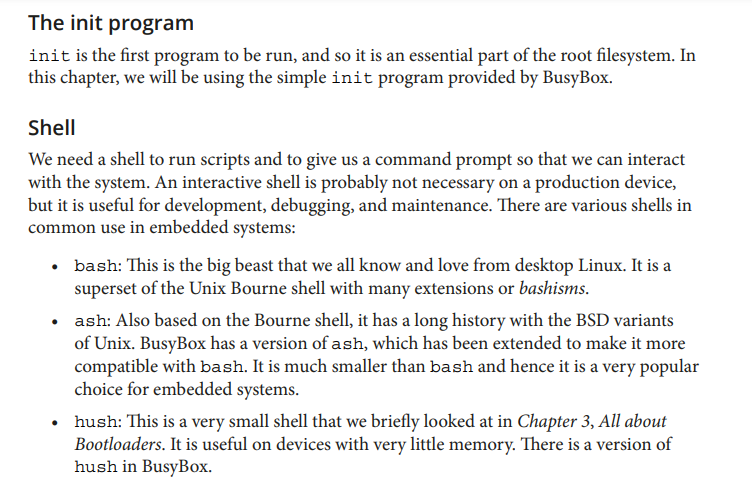 The init program
init is the first program to be run, and so it is an essential part of the root filesystem. In
this chapter, we will be using the simple init program provided by BusyBox.
Shell
We need a shell to run scripts and to give us a command prompt so that we can interact
with the system. An interactive shell is probably not necessary on a production device,
but it is useful for development, debugging, and maintenance. There are various shells in
common use in embedded systems:
• bash: This is the big beast that we all know and love from desktop Linux. It is a
superset of the Unix Bourne shell with many extensions or bashisms.
• ash: Also based on the Bourne shell, it has a long history with the BSD variants
of Unix. BusyBox has a version of ash, which has been extended to make it more
compatible with bash. It is much smaller than bash and hence it is a very popular
choice for embedded systems.
• hush: This is a very small shell that we briefly looked at in Chapter 3, All about
Bootloaders. It is useful on devices with very little memory. There is a version of
hush in BusyBox.